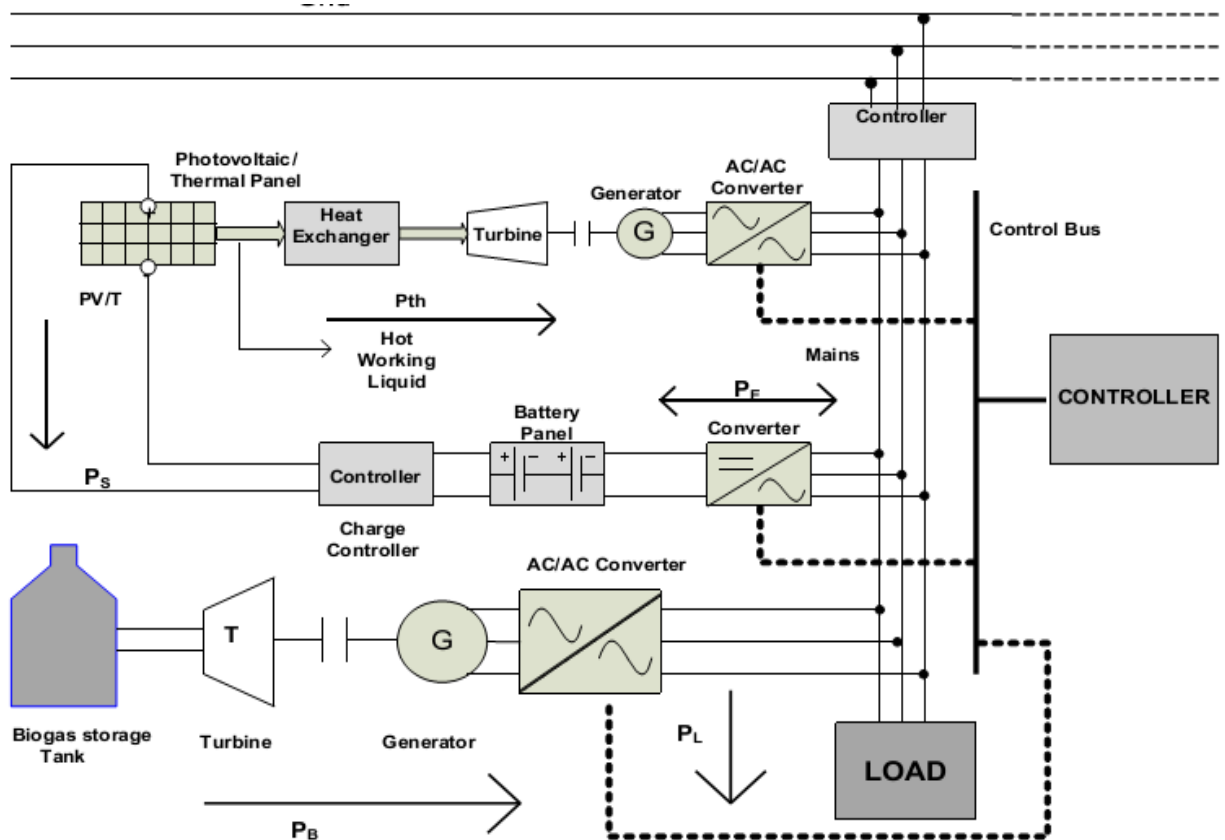 Controller
Photovoltaic/
Thermal Panel
AC/AC
Converter
Generator
Heat
Exchanger
Turbine
G
Control Bus
PV/T
Pth
Hot
Working
Liquid
Mains
CONTROLLER
PF
Battery
Panel
Converter
+ - + -
Controller
PS
Charge
Controller
AC/AC Converter
T
G
Biogas storage
Tank
Turbine
Generator
PL
LOAD
PB